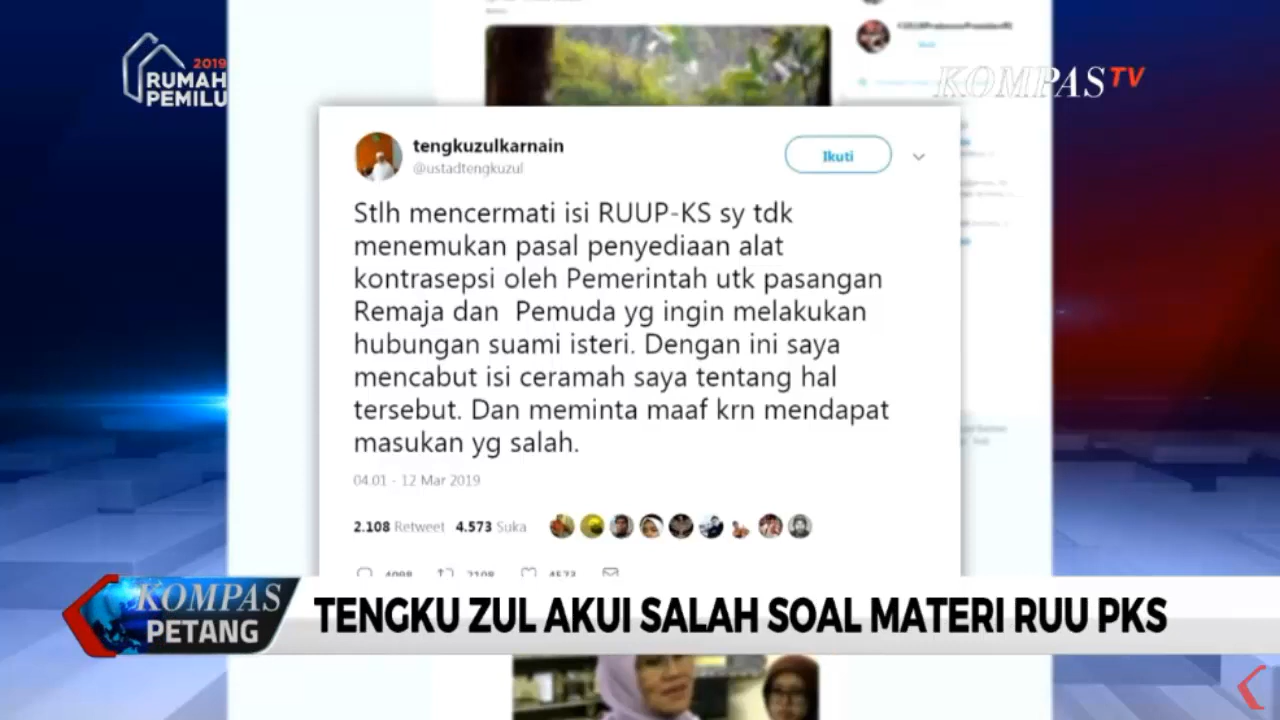 2019
RUMAH
PEMILU
KOMPASTV
tengkuzulkarnain
@ustadtengkuzul
Ikuti
Stlh mencermati isi RUUP-KS sy tdk
menemukan pasal penyediaan alat
kontrasepsi oleh Pemerintah utk pasangan
Remaja dan Pemuda yg ingin melakukan
hubungan suami isteri. Dengan ini saya
mencabut isi ceramah saya tentang hal
tersebut. Dan meminta maaf krn mendapat
masukan yg salah.
04.01 - 12 Mar 2019
2.108 Retweet 4.573 Suka
KOMPAS
PETANG
TENGKU ZUL AKUI SALAH SOAL MATERI RUU PKS